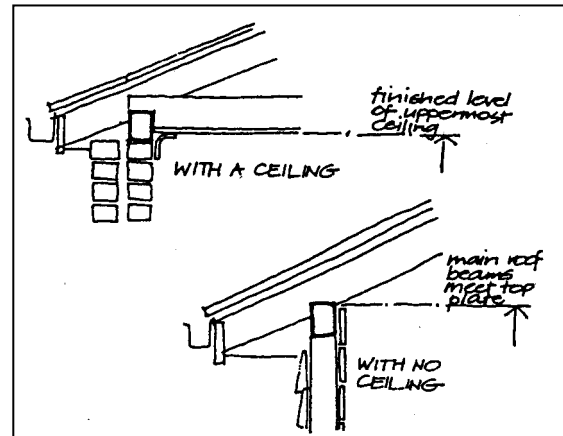 finished level
of uppermost
ceiling
WITH A CEILING
main roof
beams
meet top
plate
WITH NO
CEILING